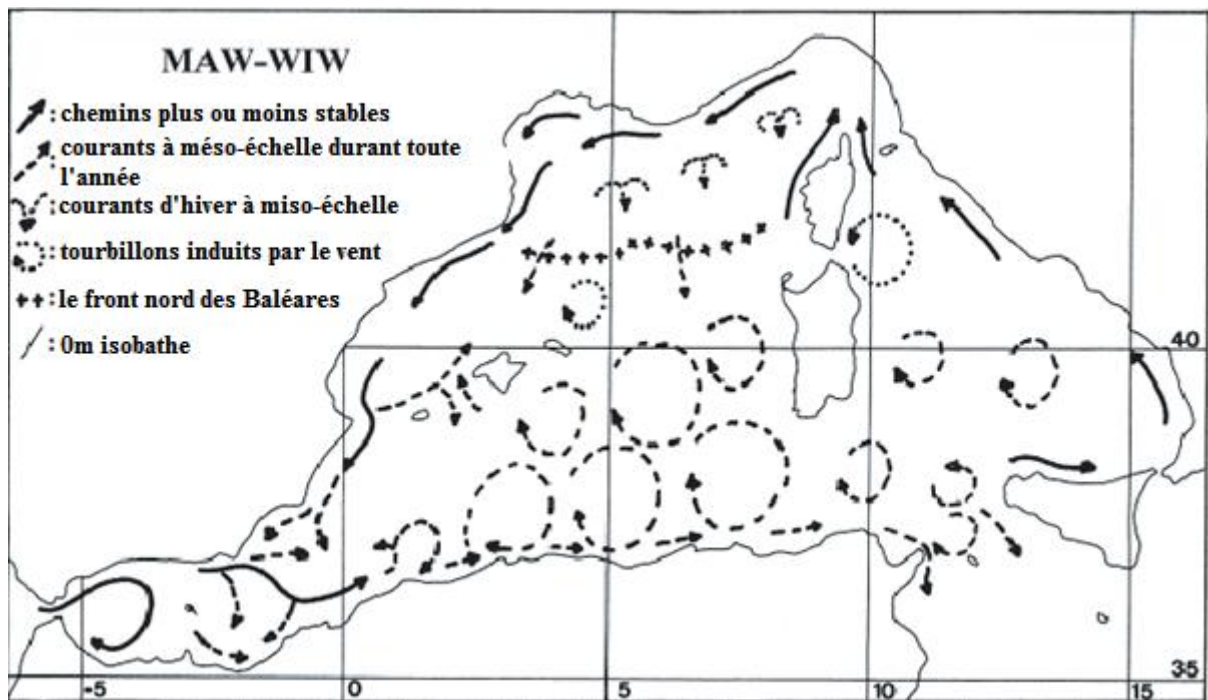 MAW-WIW
: chemins plus ou moins stables
: courants à méso-échelle durant toute
l'année
: courants d'hiver à miso-échelle
: tourbillons induits par le vent
: le front nord des Baléares
: 0m isobathe
40
35
-5
0
5
10
15